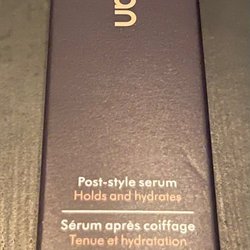 Post-style serum
Holds and hydrates
Sérum après coiffage
Tenue et hydratation